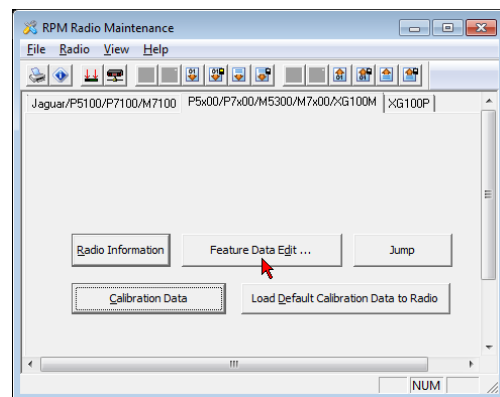 RPM Radio Maintenance
File Radio View Help
Jaguar/P5100/P7100/M7100 P5x00/P7x00/M5300/M7x00/XG100M XG100P
Radio Information Feature Data Edit ... Jump
Calibration Data Load Default Calibration Data to Radio
NUM